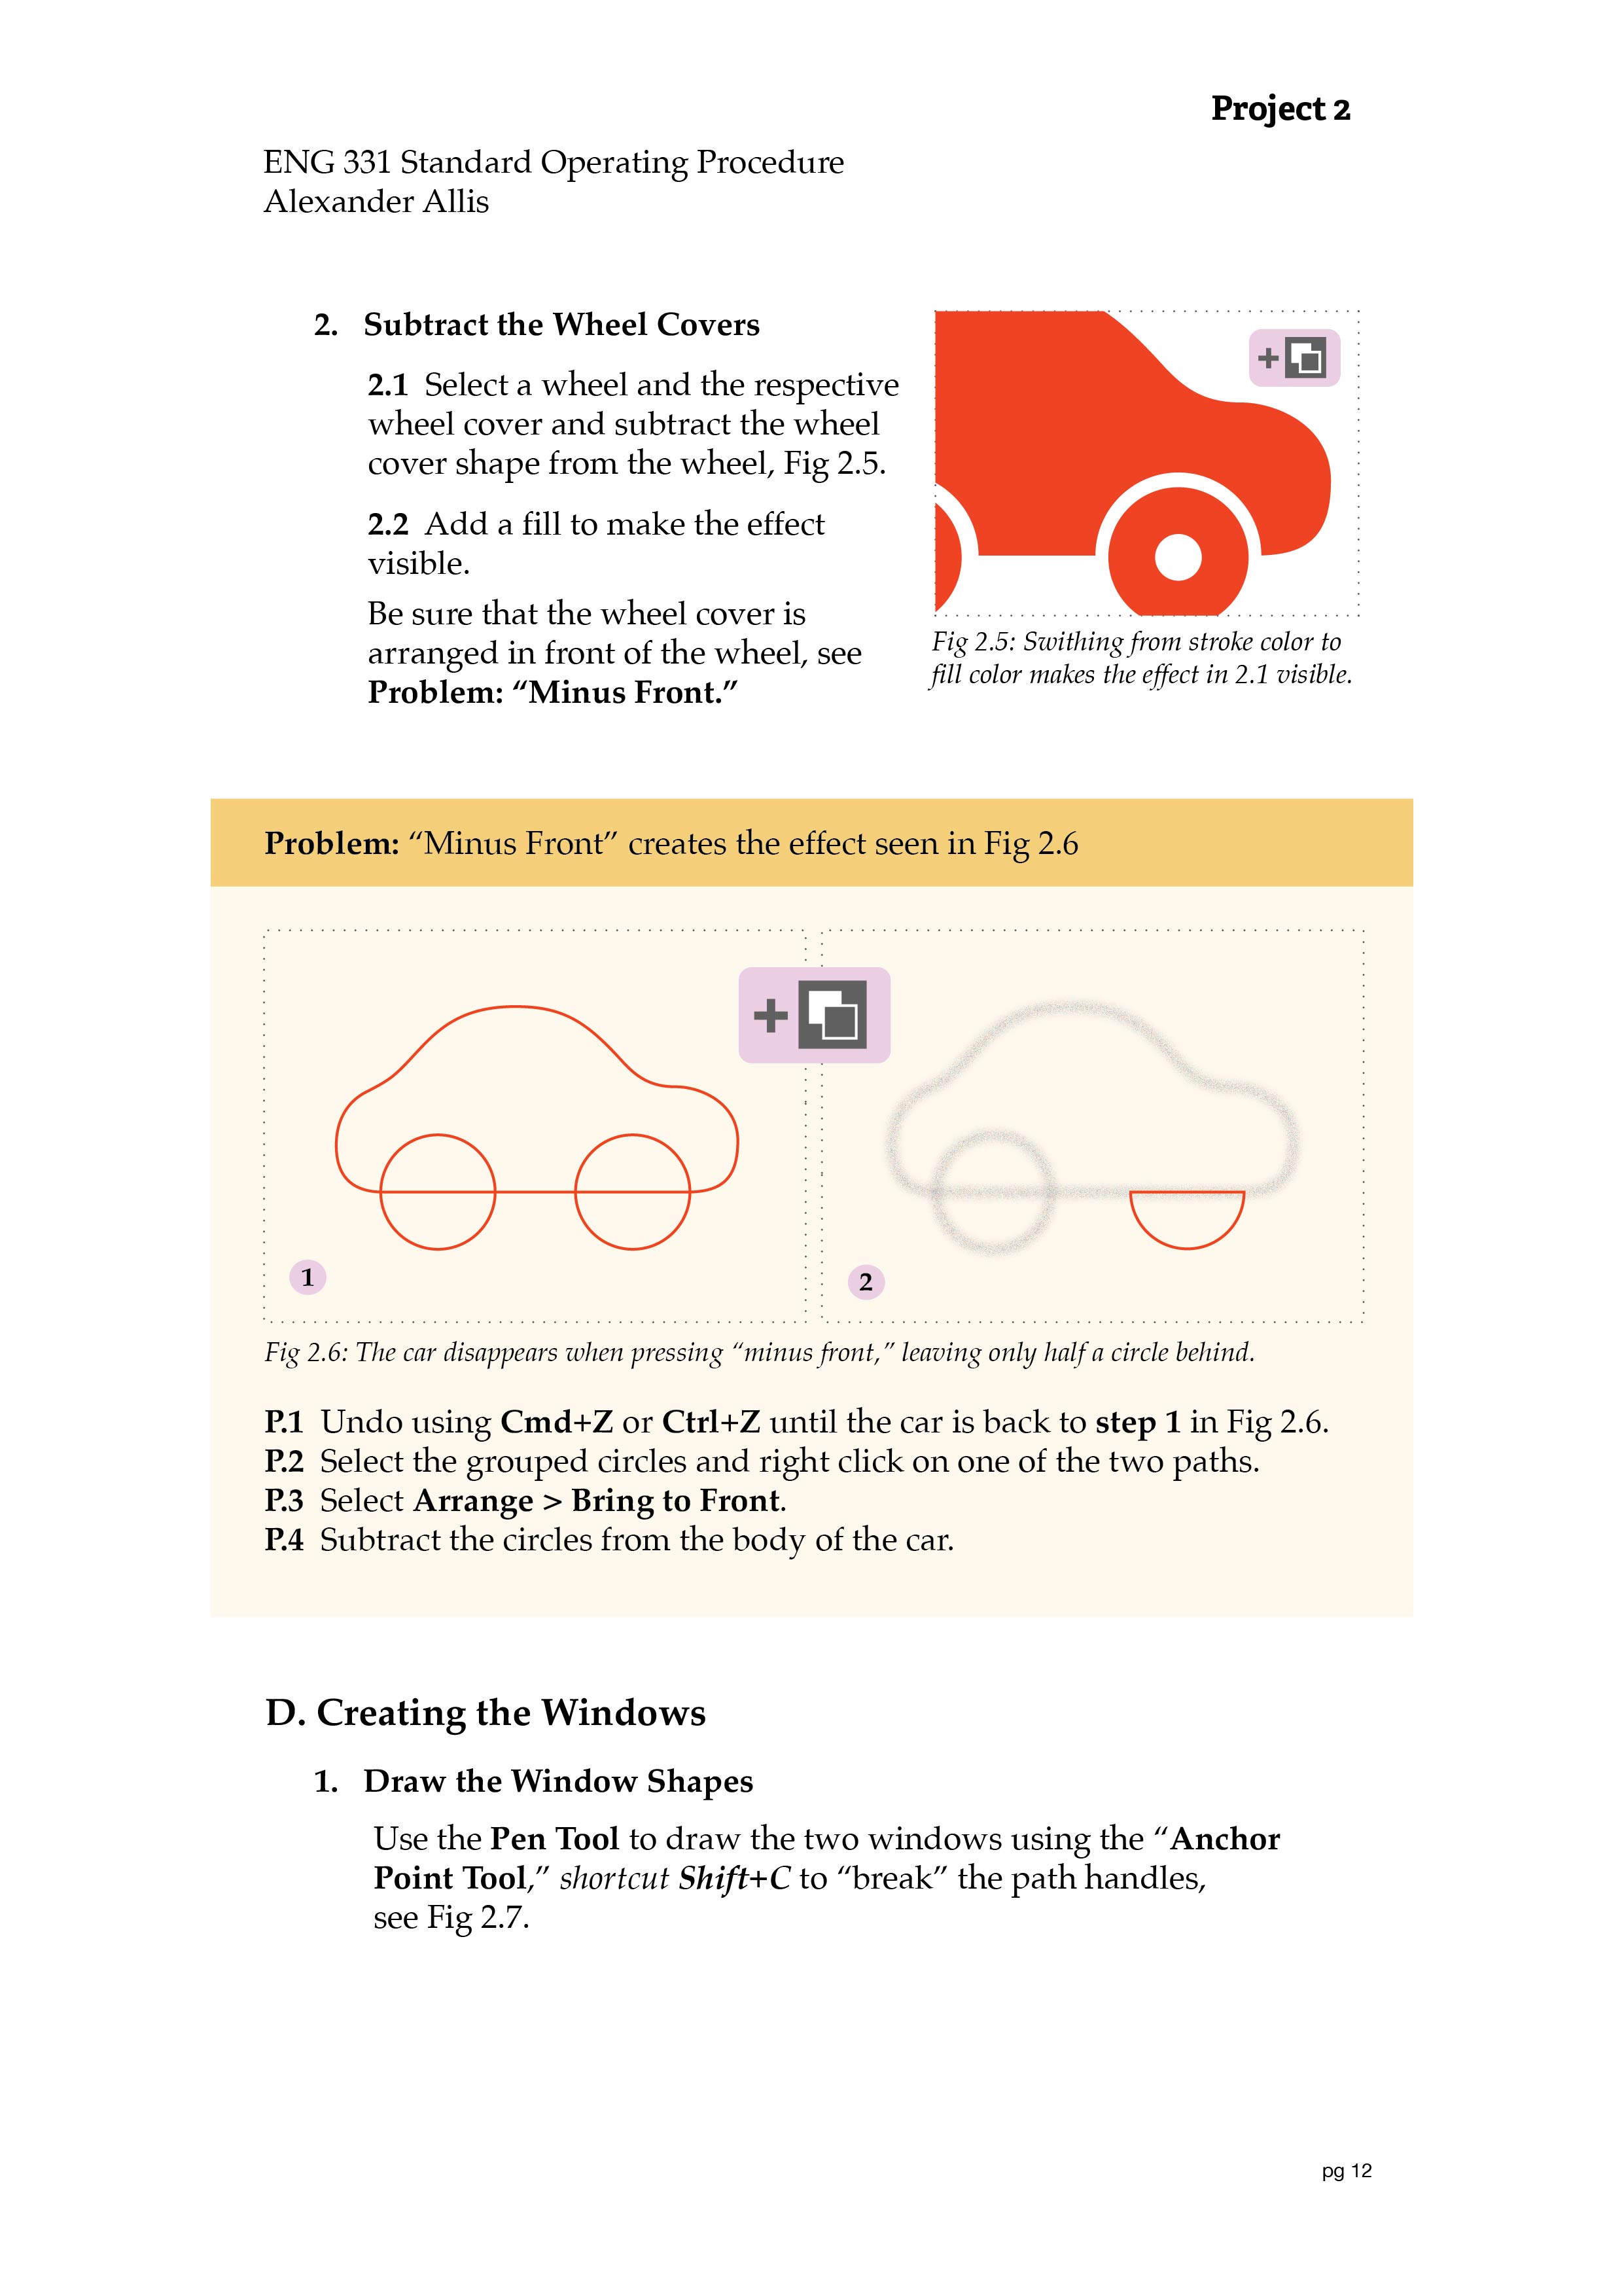 Project 2
ENG 331 Standard Operating Procedure
Alexander Allis
2. Subtract the Wheel Covers
2.1 Select a wheel and the respective
wheel cover and subtract the wheel
cover shape from the wheel, Fig 2.5.
2.2 Add a fill to make the effect
visible.
Be sure that the wheel cover is
arranged in front of the wheel, see
Problem: “Minus Front.”
+
Fig 2.5: Swithing from stroke color to
fill color makes the effect in 2.1 visible.
Problem: “Minus Front” creates the effect seen in Fig 2.6
+
1
2
Fig 2.6: The car disappears when pressing “minus front,” leaving only half a circle behind.
P.1 Undo using Cmd+Z or Ctrl+Z until the car is back to step 1 in Fig 2.6.
P.2 Select the grouped circles and right click on one of the two paths.
P.3 Select Arrange > Bring to Front.
P.4 Subtract the circles from the body of the car.
D. Creating the Windows
1. Draw the Window Shapes
Use the Pen Tool to draw the two windows using the “Anchor
Point Tool,” shortcut Shift+C to “break” the path handles,
see Fig 2.7.
pg 12